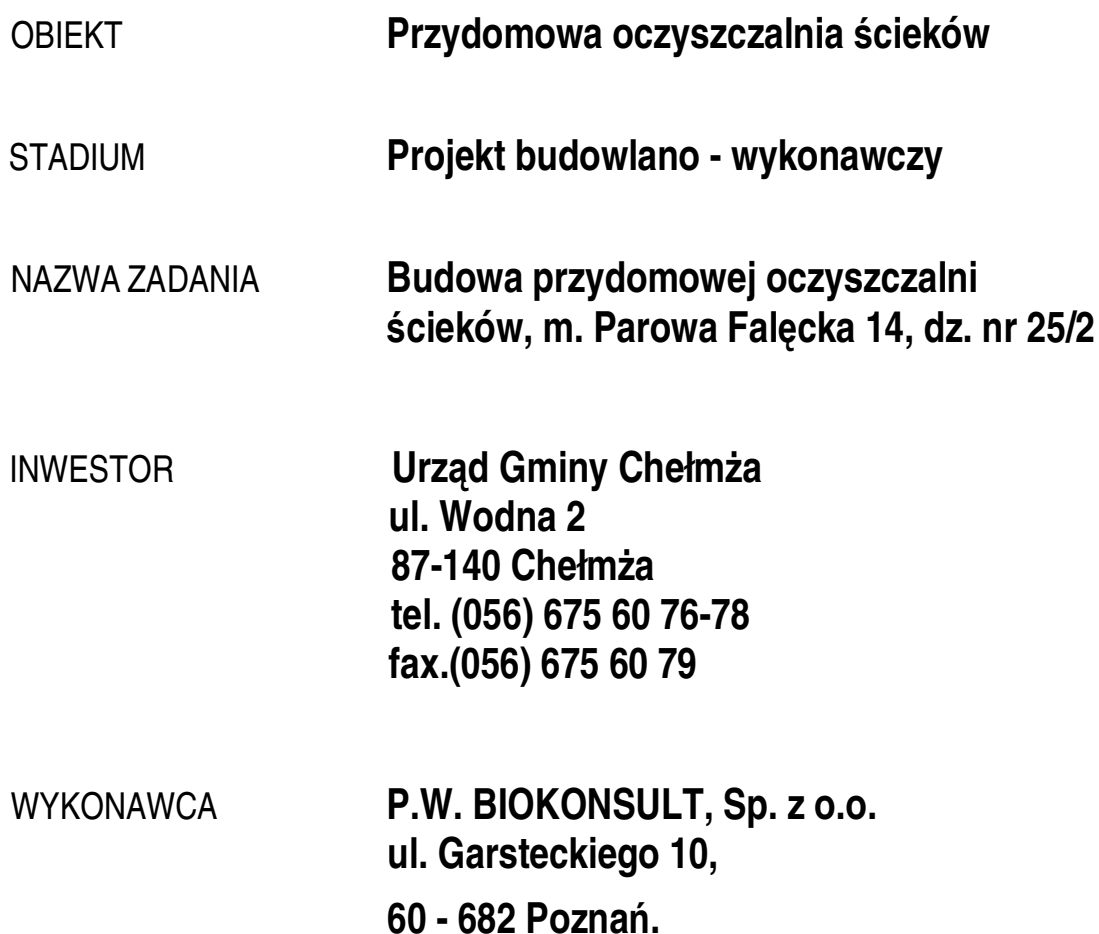 OBIEKT Przydomowa oczyszczalnia ścieków
STADIUM Projekt budowlano - wykonawczy
NAZWA ZADANIA Budowa przydomowej oczyszczalni
ścieków, m. Parowa Falęcka 14, dz. nr 25/2
INWESTOR Urząd Gminy Chełmża
ul. Wodna 2
87-140 Chełmża
tel. (056) 675 60 76-78
fax.(056) 675 60 79
WYKONAWCA P.W. BIOKONSULT, Sp. z o.o.
ul. Garsteckiego 10,
60 - 682 Poznań.